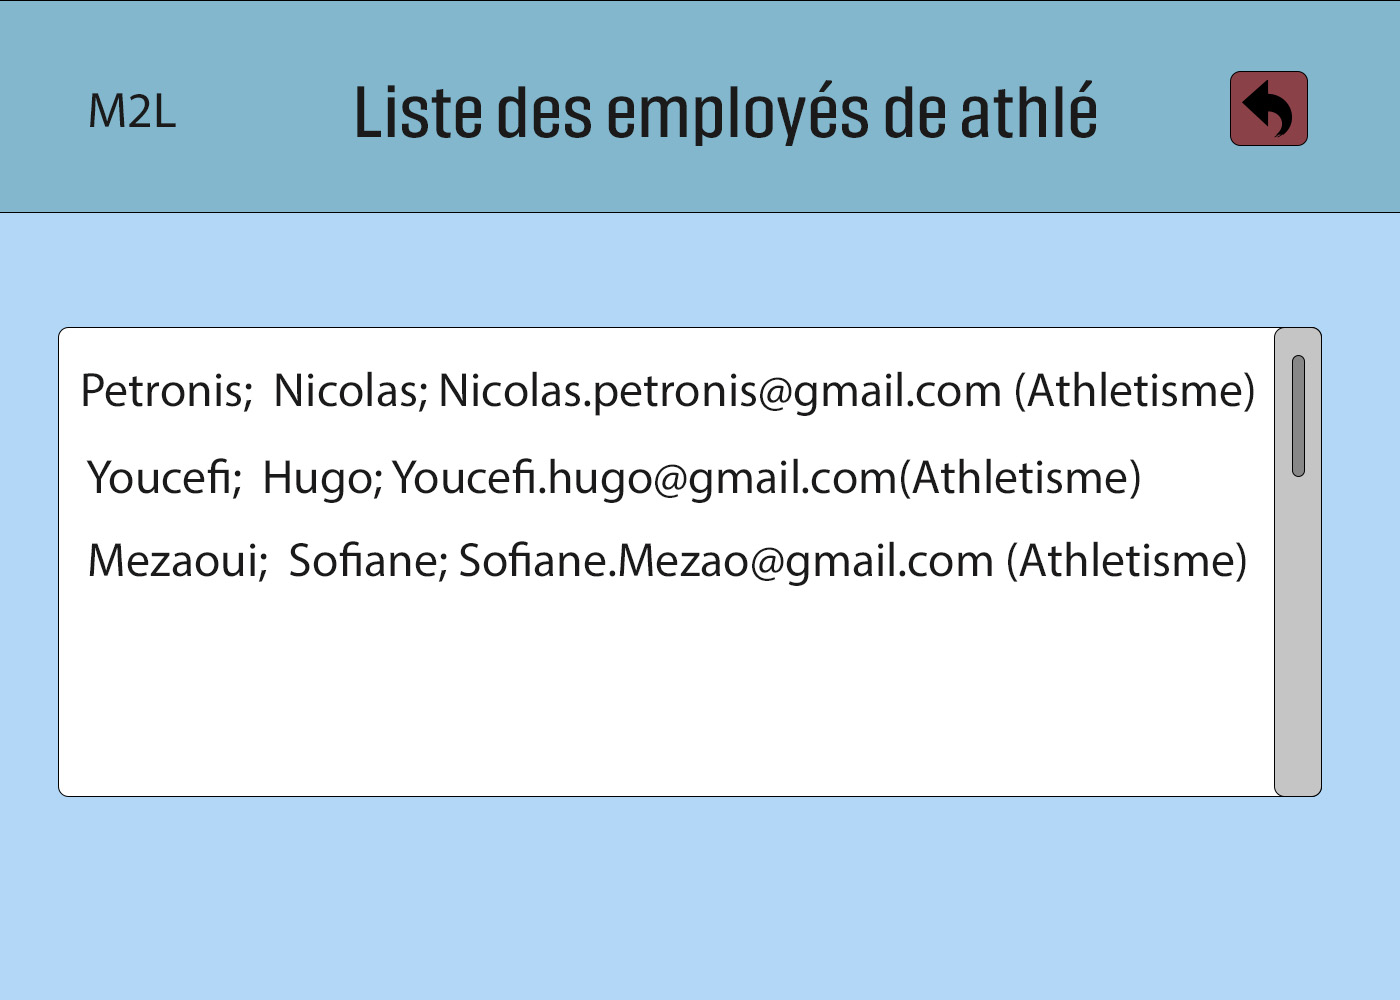 M2L
Liste des employés de athlé
Petronis;  Nicolas; Nicolas.petronis@gmail.com (Athletisme)
Youcefi;  Hugo; Youcefi.hugo@gmail.com(Athletisme)
Mezaoui;  Sofiane; Sofiane.Mezao@gmail.com (Athletisme)